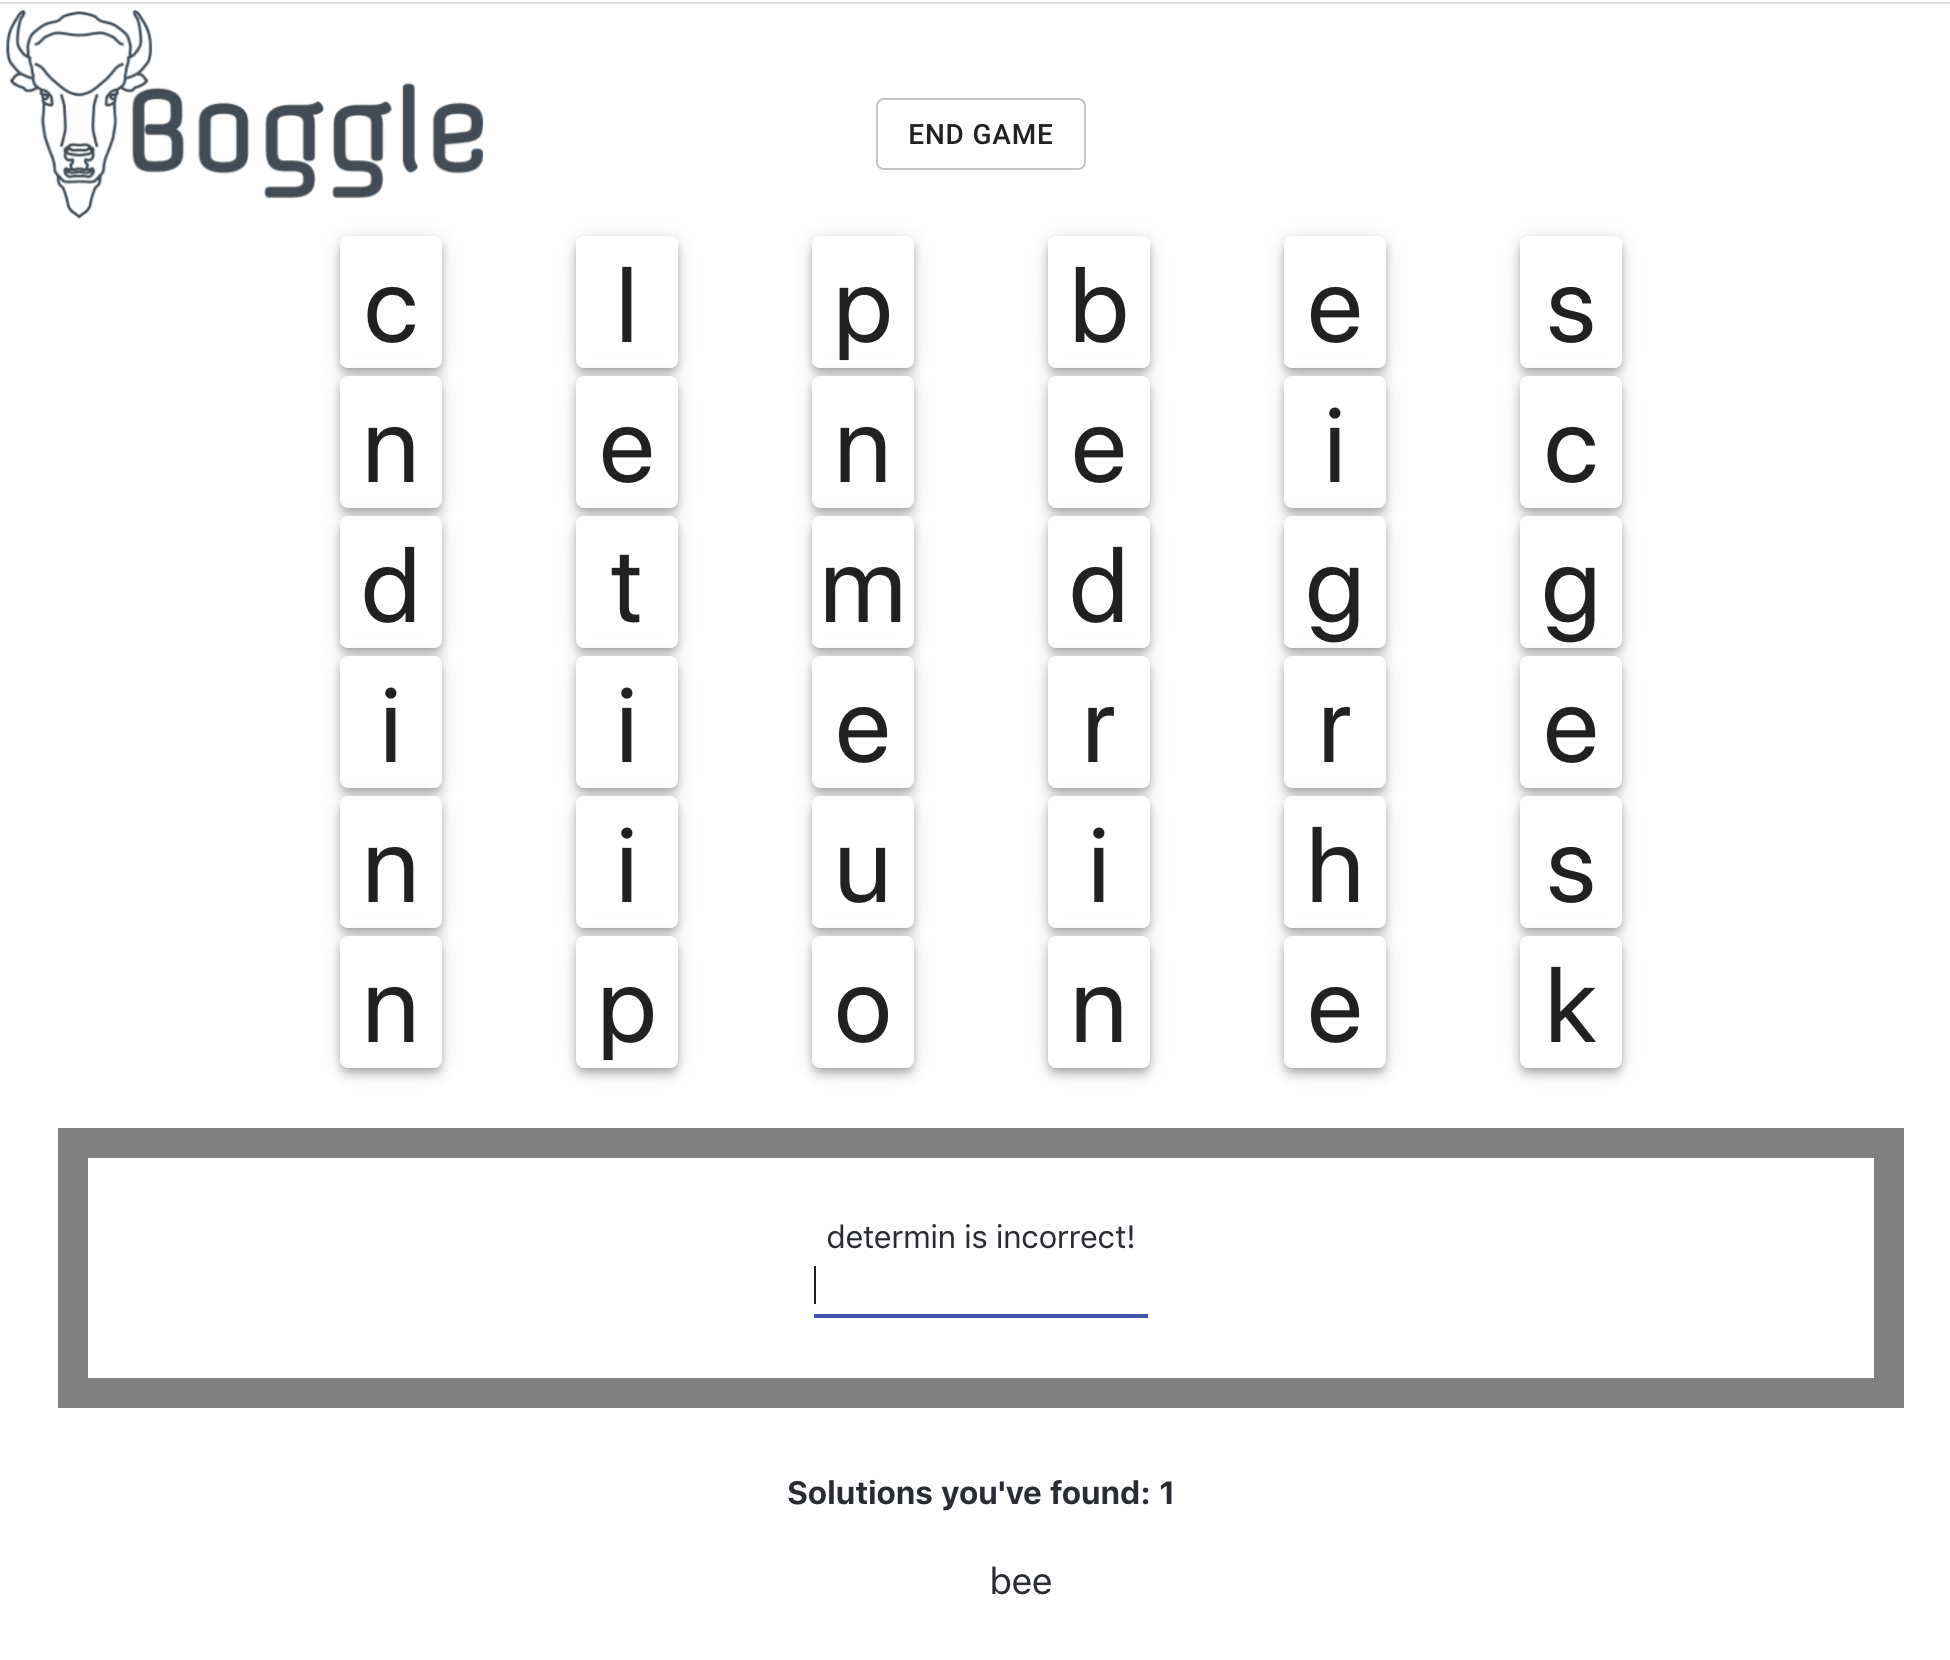 Boggle
END GAME
c l p b e s
n e n e i c
d t m d g g
i i e r r e
n i u i h s
n p o n e k
determin is incorrect!
Solutions you've found: 1
bee